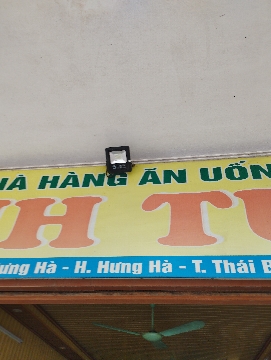 HÀ HÀNG ĂN UỐN
NH TU
ưng Hà - H. Hưng Hà - T. Thái B